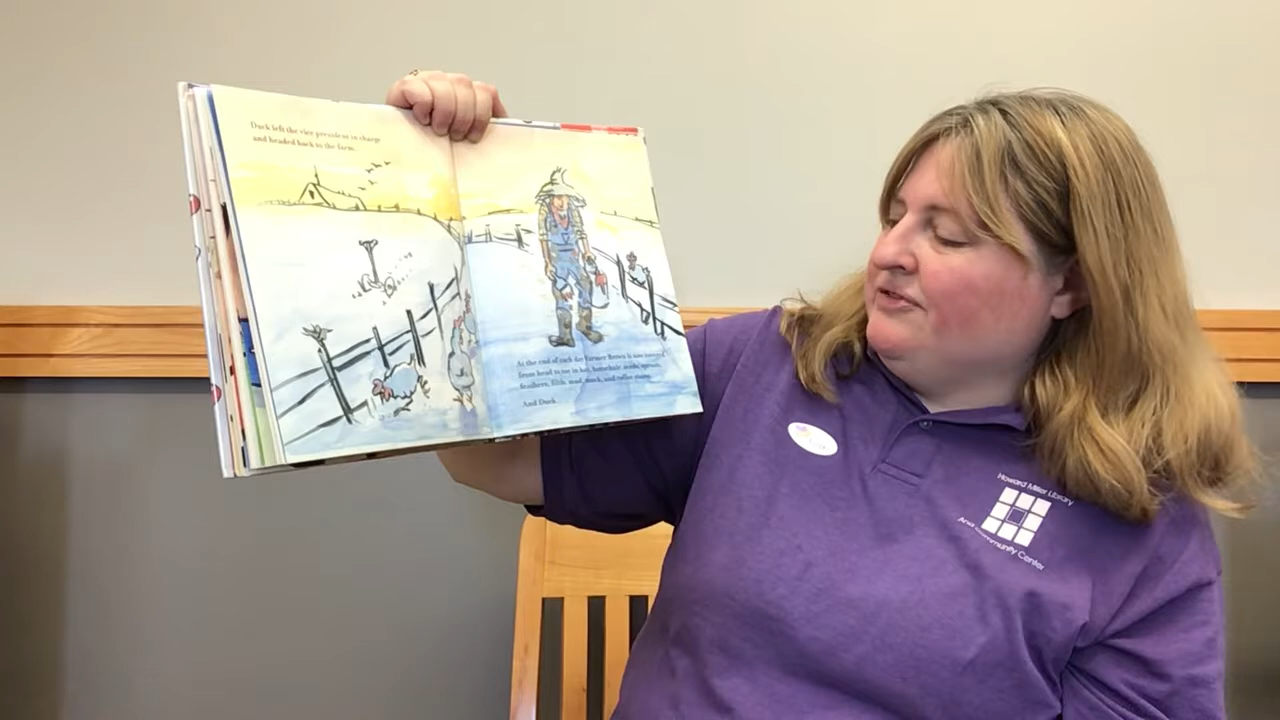 Duck left the vice president in charge
and headed back to the farm.
At the end of each day Farmer Brown is now covered
from head to toe in hay, horsehair, seeds, sprouts,
feathers, filth, mud, muck, and coffee stains.
And Duck.
Howard Miller Library
And Community Center